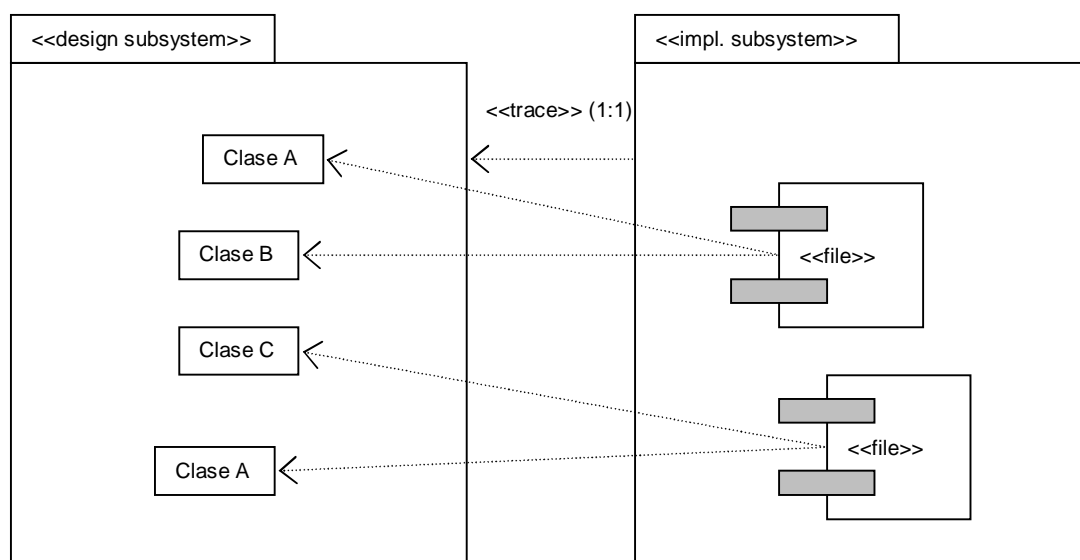 <<design subsystem>>
<<impl. subsystem>>
<<trace>> (1:1)
Clase A
Clase B
<<file>>
Clase C
<<file>>
Clase A